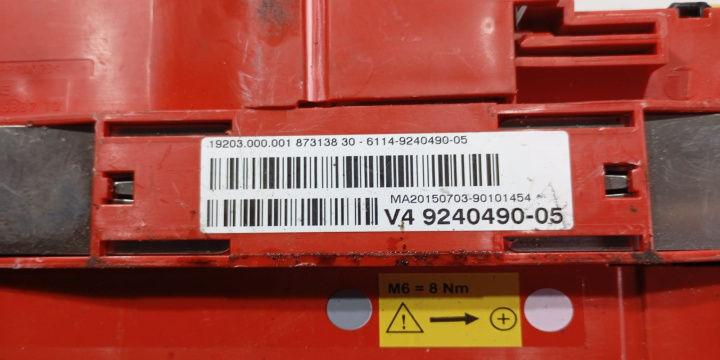 19203.000.001 873138 30 - 6114-9240490-05
MA20150703-90101454
V4 9240490-05
M6 = 8 Nm